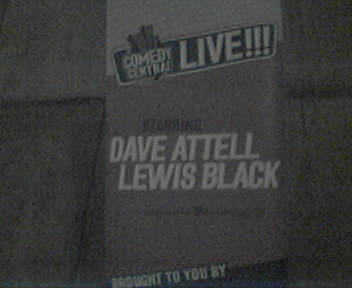 COMEDY
CENTRAL
LIVE!!!
STARRING
DAVE ATTELL
LEWIS BLACK
BROUGHT TO YOU BY